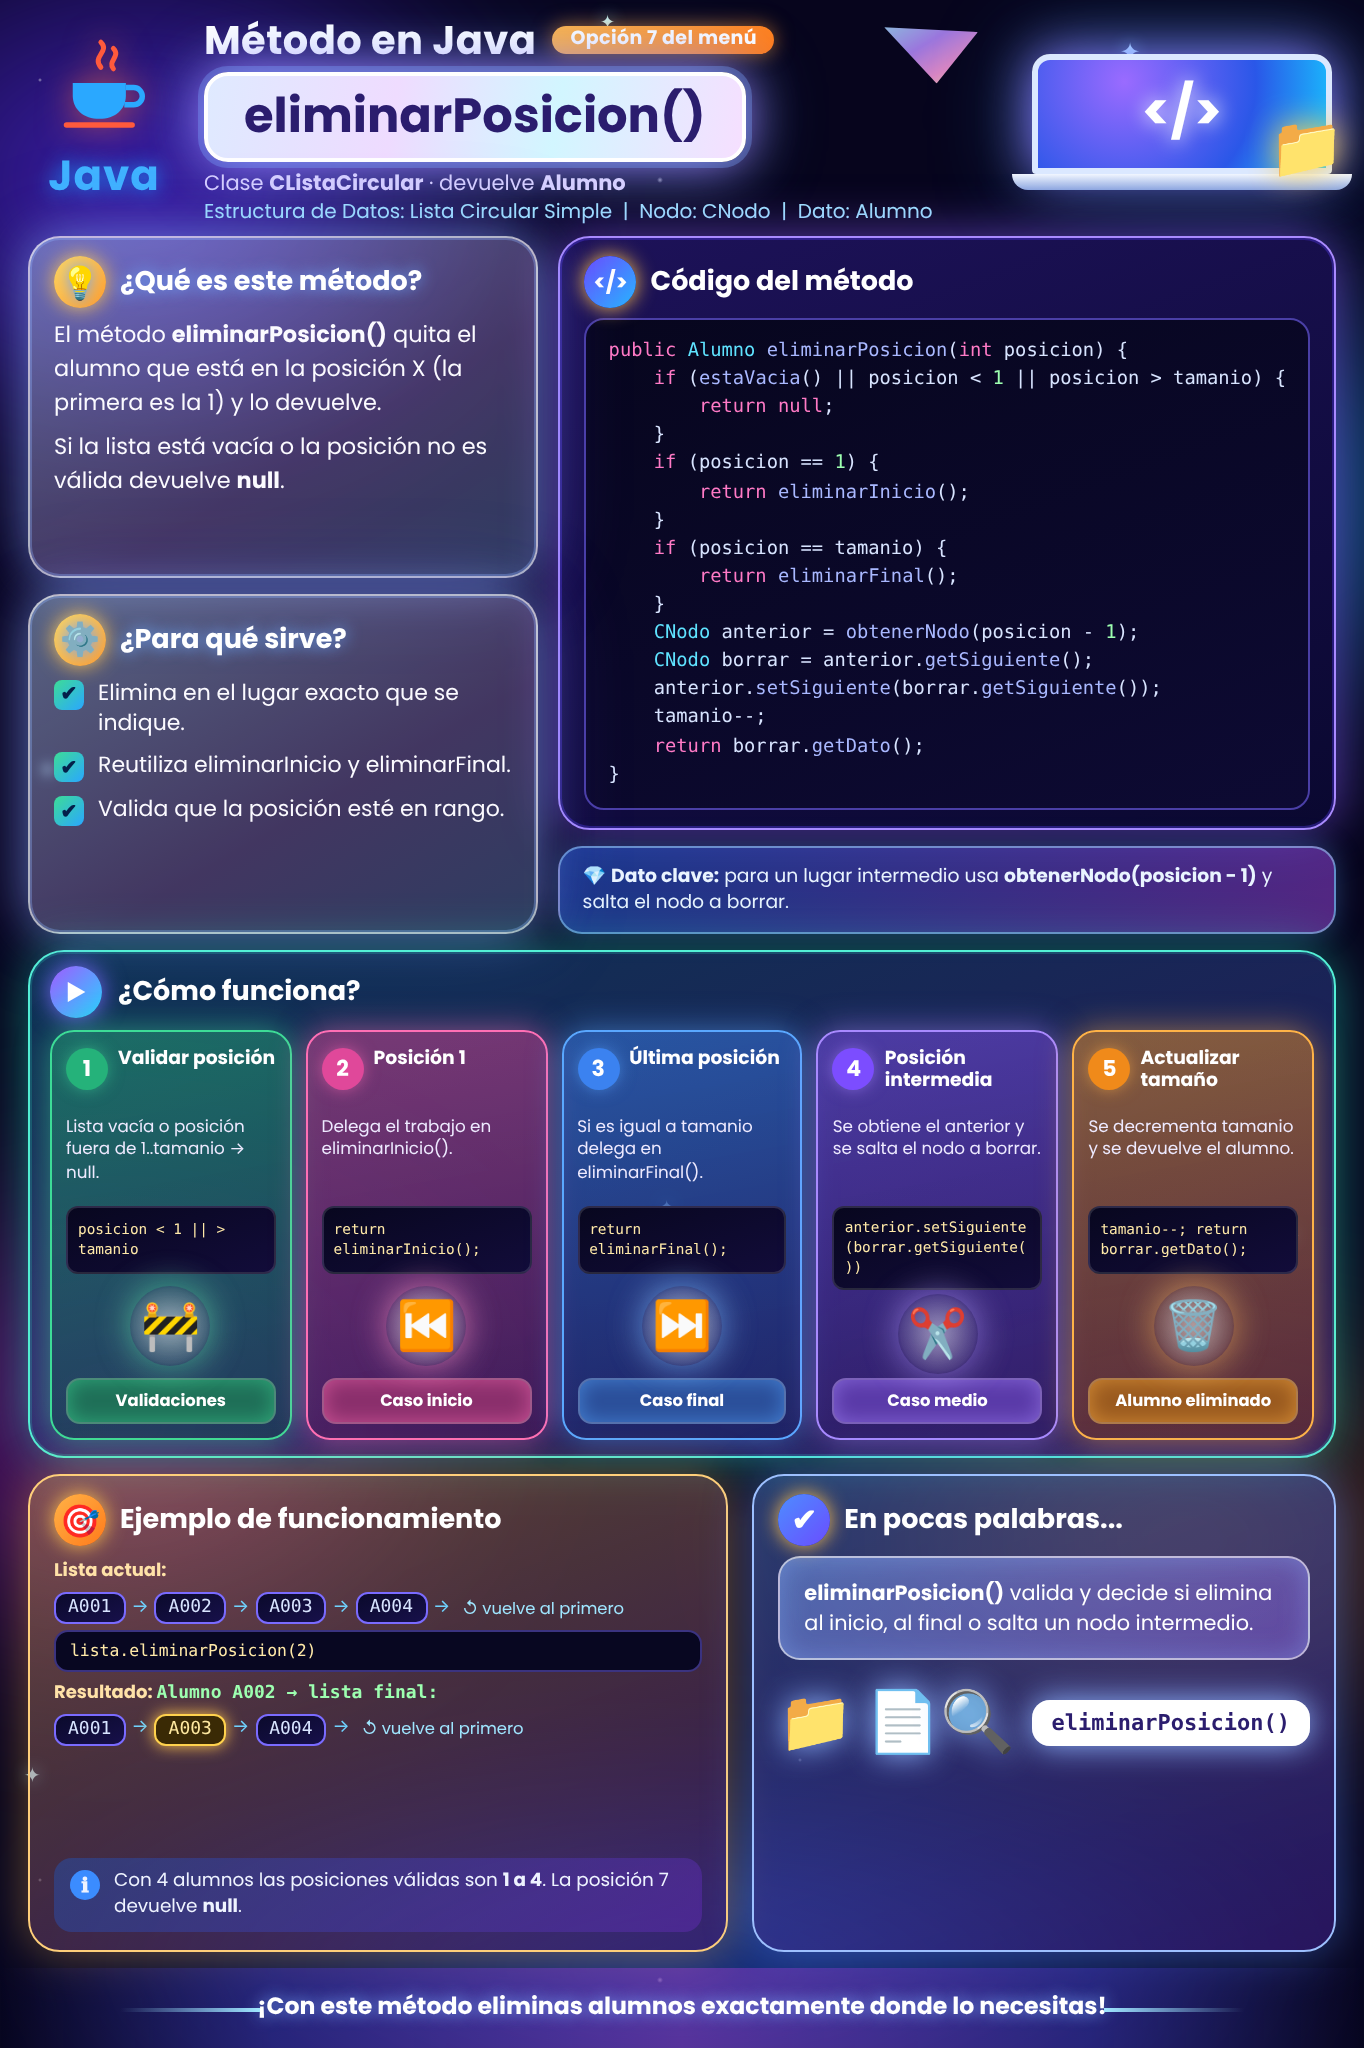 Método en Java
Opción 7 del menú
eliminarPosicion()
Java
Clase CListaCircular · devuelve Alumno
Estructura de Datos: Lista Circular Simple | Nodo: CNodo | Dato: Alumno
</>
💡 ¿Qué es este método?
El método eliminarPosicion() quita el
alumno que está en la posición X (la
primera es la 1) y lo devuelve.
Si la lista está vacía o la posición no es
válida devuelve null.
⚙️ ¿Para qué sirve?
✔ Elimina en el lugar exacto que se
indique.
✔ Reutiliza eliminarInicio y eliminarFinal.
✔ Valida que la posición esté en rango.
</> Código del método
public Alumno eliminarPosicion(int posicion) {
    if (estaVacia() || posicion < 1 || posicion > tamanio) {
        return null;
    }
    if (posicion == 1) {
        return eliminarInicio();
    }
    if (posicion == tamanio) {
        return eliminarFinal();
    }
    CNodo anterior = obtenerNodo(posicion - 1);
    CNodo borrar = anterior.getSiguiente();
    anterior.setSiguiente(borrar.getSiguiente());
    tamanio--;
    return borrar.getDato();
}
💎 Dato clave: para un lugar intermedio usa obtenerNodo(posicion - 1) y
salta el nodo a borrar.
¿Cómo funciona?
1 Validar posición
Lista vacía o posición
fuera de 1..tamanio →
null.
posicion < 1 || >
tamanio
Validaciones
2 Posición 1
Delega el trabajo en
eliminarInicio().
return
eliminarInicio();
Caso inicio
3 Última posición
Si es igual a tamanio
delega en
eliminarFinal().
return
eliminarFinal();
Caso final
4 Posición
intermedia
Se obtiene el anterior y
se salta el nodo a borrar.
anterior.setSiguiente
(borrar.getSiguiente(
))
Caso medio
5 Actualizar
tamaño
Se decrementa tamanio
y se devuelve el alumno.
tamanio--; return
borrar.getDato();
Alumno eliminado
🎯 Ejemplo de funcionamiento
Lista actual:
A001 → A002 → A003 → A004 → ↺ vuelve al primero
lista.eliminarPosicion(2)
Resultado: Alumno A002 → lista final:
A001 → A003 → A004 → ↺ vuelve al primero
ℹ Con 4 alumnos las posiciones válidas son 1 a 4. La posición 7
devuelve null.
✔ En pocas palabras...
eliminarPosicion() valida y decide si elimina
al inicio, al final o salta un nodo intermedio.
eliminarPosicion()
¡Con este método eliminas alumnos exactamente donde lo necesitas!